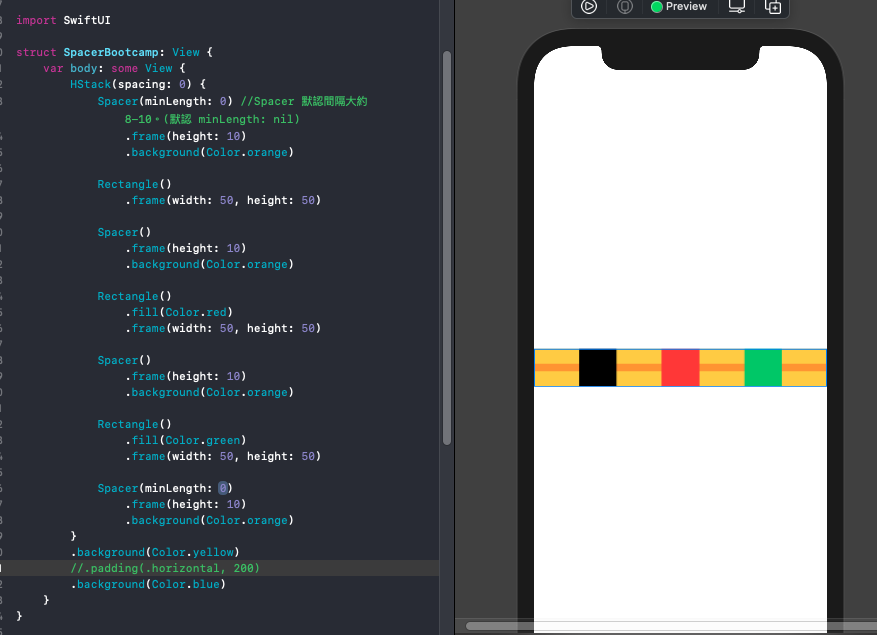 Preview
import SwiftUI
struct SpacerBootcamp: View {
var body: some View {
HStack(spacing: 0) {
Spacer(minLength: 0) //Spacer 默認間隔大約
8-10。(默認 minLength: nil)
.frame(height: 10)
.background(Color.orange)
Rectangle()
.frame(width: 50, height: 50)
Spacer()
.frame(height: 10)
.background(Color.orange)
Rectangle()
.fill(Color.red)
.frame(width: 50, height: 50)
Spacer()
.frame(height: 10)
.background(Color.orange)
Rectangle()
.fill(Color.green)
.frame(width: 50, height: 50)
Spacer(minLength: 0)
.frame(height: 10)
.background(Color.orange)
}
.background(Color.yellow)
//.padding(.horizontal, 200)
.background(Color.blue)
}
}